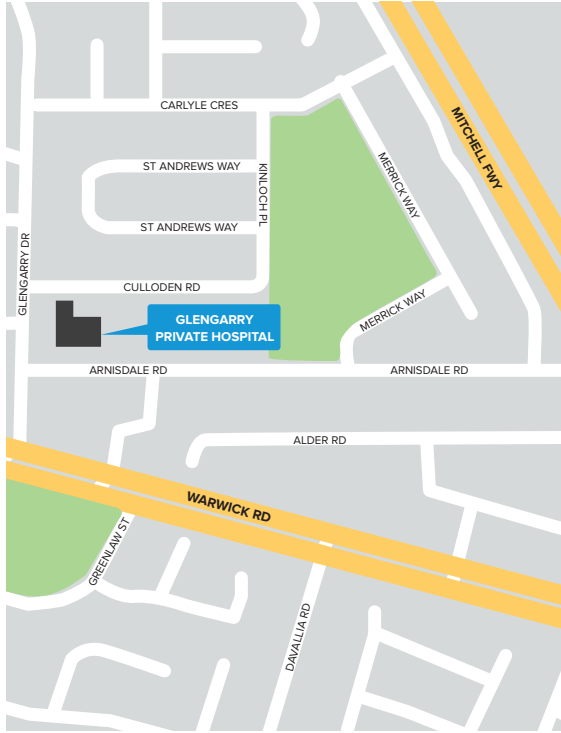 CARLYLE CRES
MITCHELL FWY
ST ANDREWS WAY
KINLOCH PL
MERRICK WAY
ST ANDREWS WAY
GLENGARRY DR
CULLODEN RD
MERRICK WAY
GLENGARRY
PRIVATE HOSPITAL
ARNISDALE RD
ARNISDALE RD
ALDER RD
WARWICK RD
GREENLAW ST
DAVALLIA RD